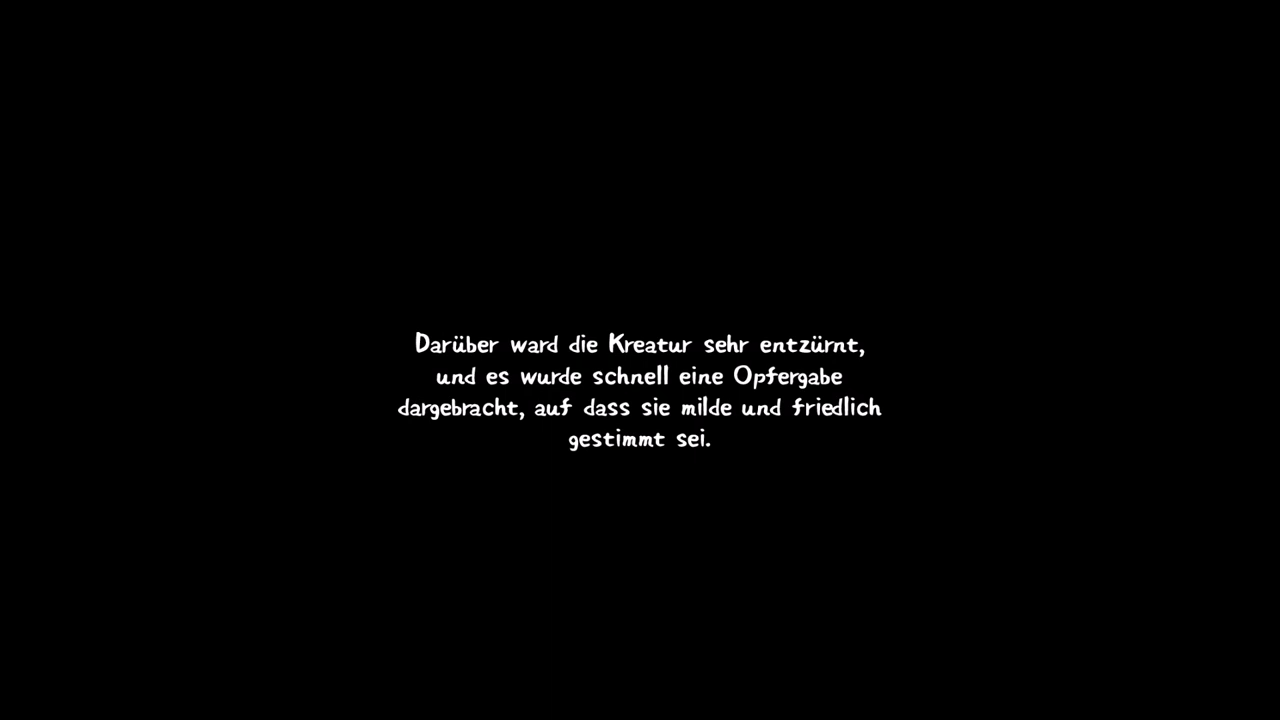 Darüber ward die Kreatur sehr entzürnt,
und es wurde schnell eine Opfergabe
dargebracht, auf dass sie milde und friedlich
gestimmt sei.